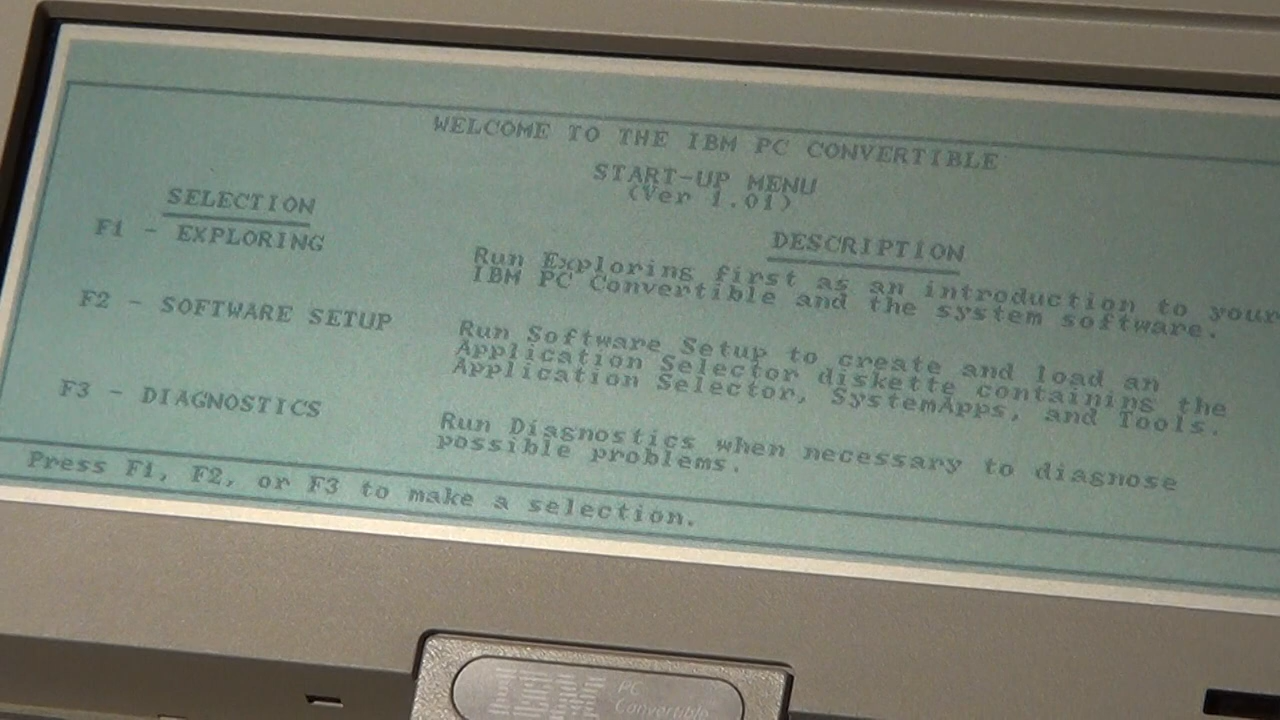 WELCOME TO THE IBM PC CONVERTIBLE
START-UP MENU
(Ver 1.01)
SELECTION
DESCRIPTION
F1 - EXPLORING
Run Exploring first as an introduction to your
IBM PC Convertible and the system software.
F2 - SOFTWARE SETUP
Run Software Setup to create and load an
Application Selector diskette containing the
Application Selector, SystemApps, and Tools.
F3 - DIAGNOSTICS
Run Diagnostics when necessary to diagnose
possible problems.
Press F1, F2, or F3 to make a selection.
IBM PC
Convertible